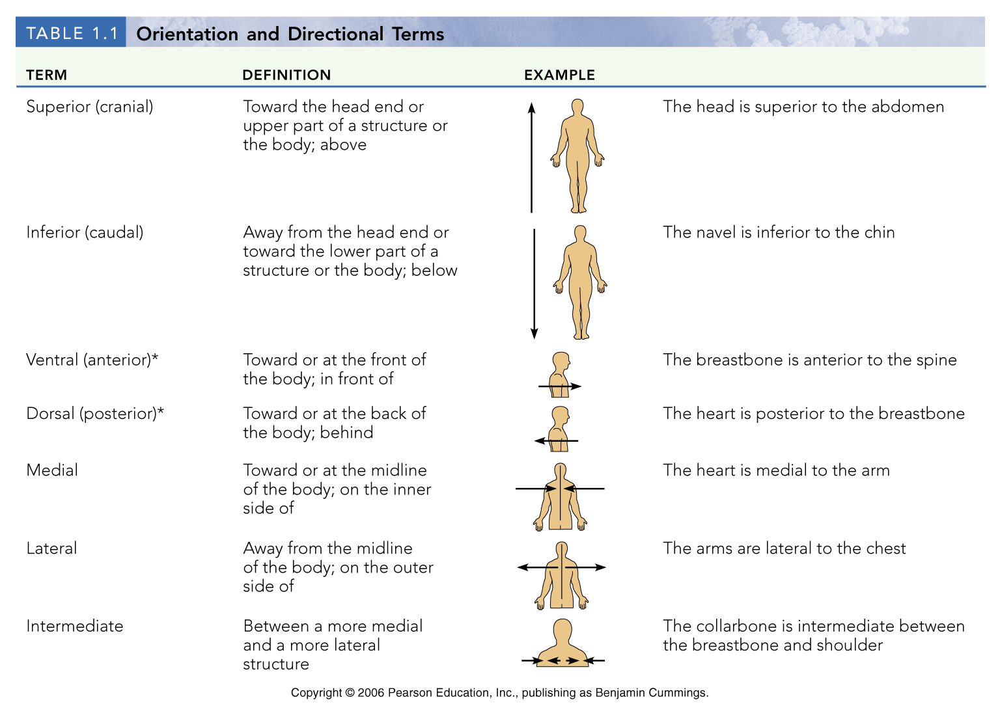 TABLE 1.1 Orientation and Directional Terms
TERM DEFINITION EXAMPLE
Superior (cranial) Toward the head end or The head is superior to the abdomen
upper part of a structure or
the body; above
Inferior (caudal) Away from the head end or The navel is inferior to the chin
toward the lower part of a
structure or the body; below
Ventral (anterior)* Toward or at the front of The breastbone is anterior to the spine
the body; in front of
Dorsal (posterior)* Toward or at the back of The heart is posterior to the breastbone
the body; behind
Medial Toward or at the midline The heart is medial to the arm
of the body; on the inner
side of
Lateral Away from the midline The arms are lateral to the chest
of the body; on the outer
side of
Intermediate Between a more medial The collarbone is intermediate between
and a more lateral the breastbone and shoulder
structure
Copyright © 2006 Pearson Education, Inc., publishing as Benjamin Cummings.